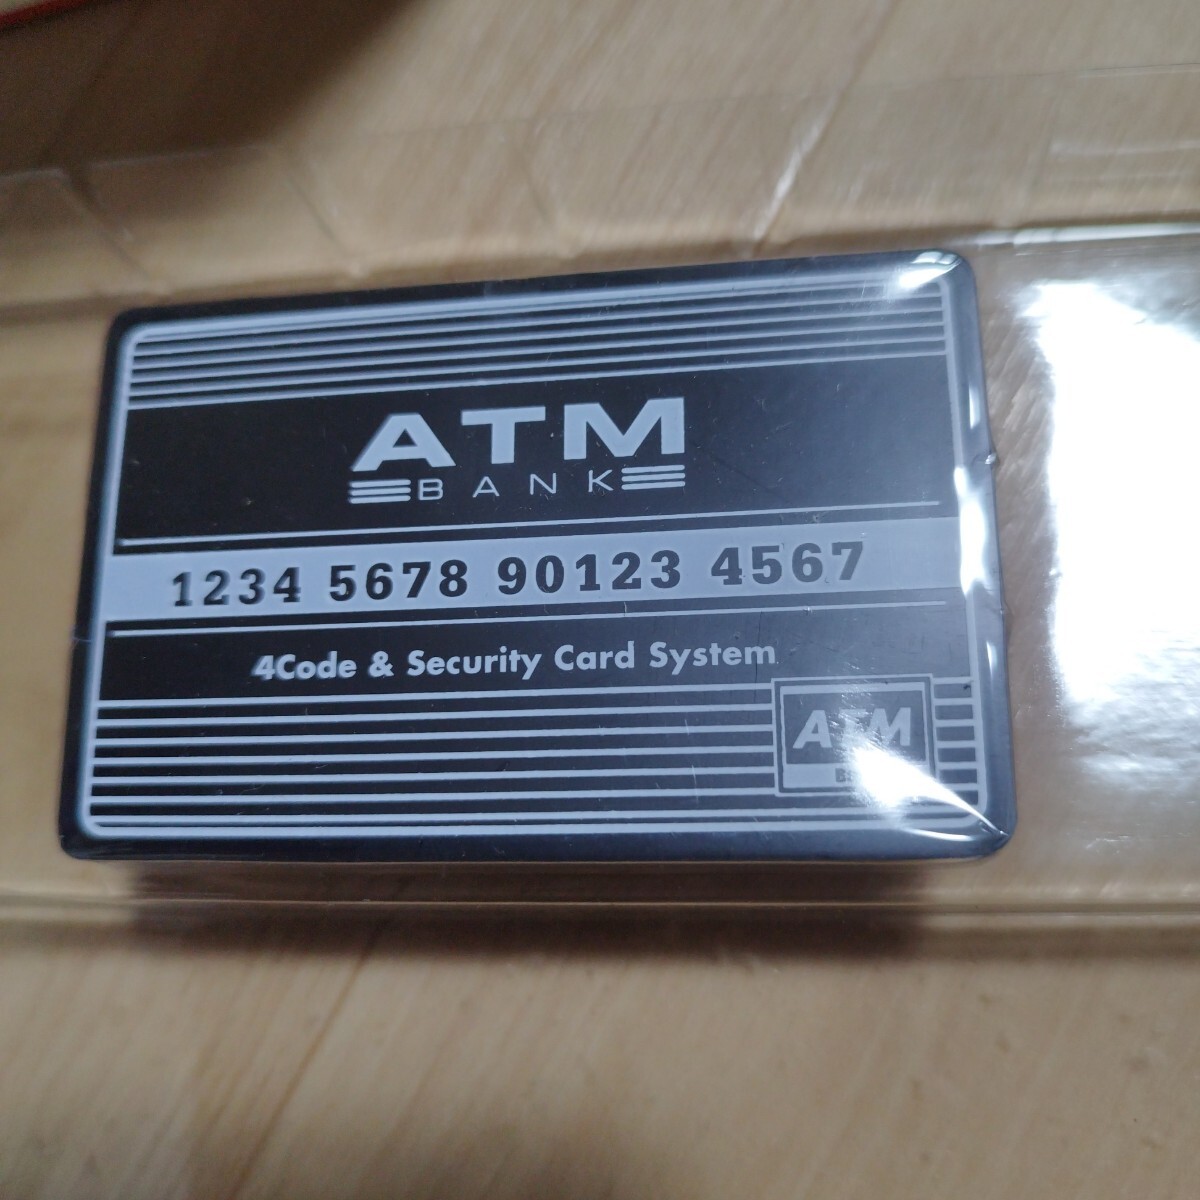 ATM
BANK
1234 5678 90123 4567
4Code & Security Card System
ATM